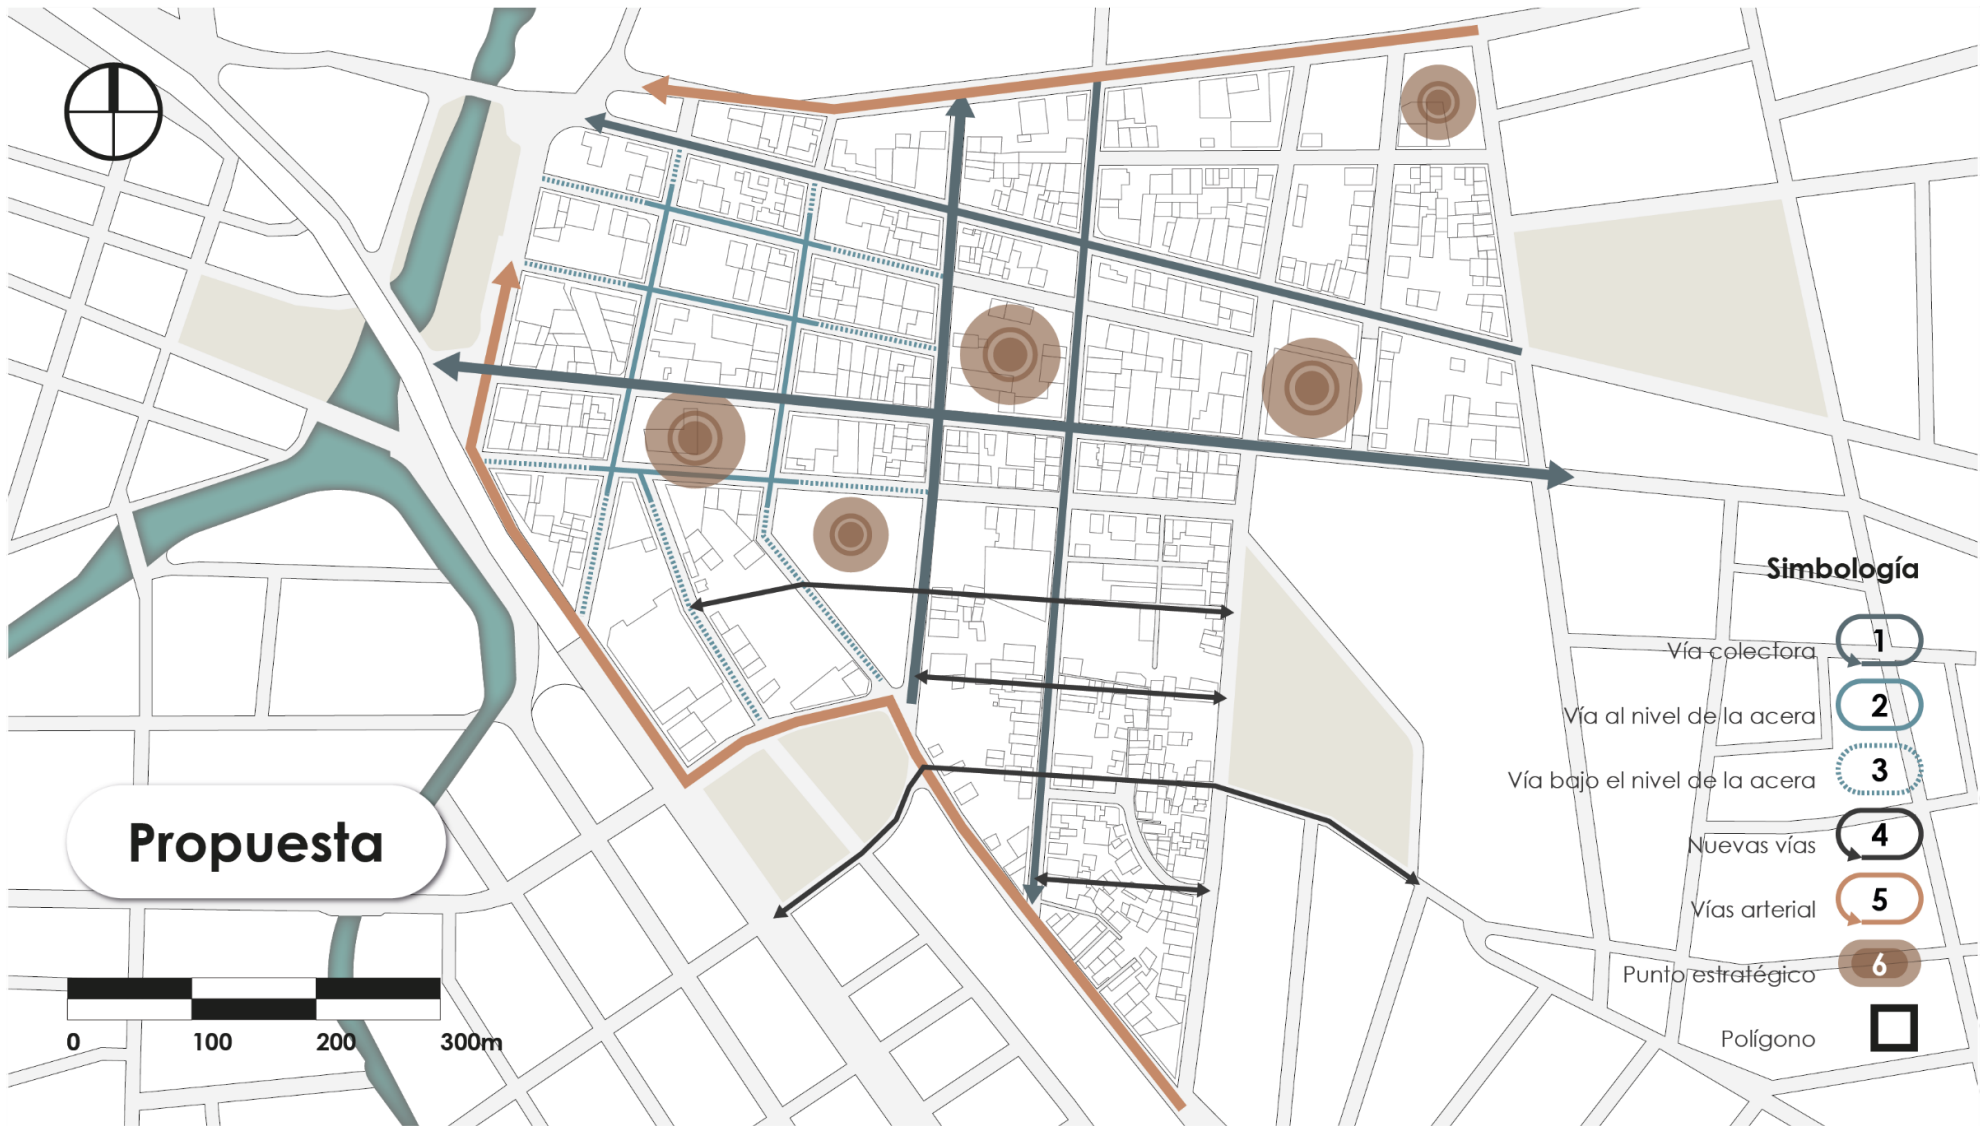 Simbología
Vía colectora 1
Vía al nivel de la acera 2
Vía bajo el nivel de la acera 3
Nuevas vías 4
Vías arterial 5
Punto estratégico 6
Polígono
Propuesta
0 100 200 300m